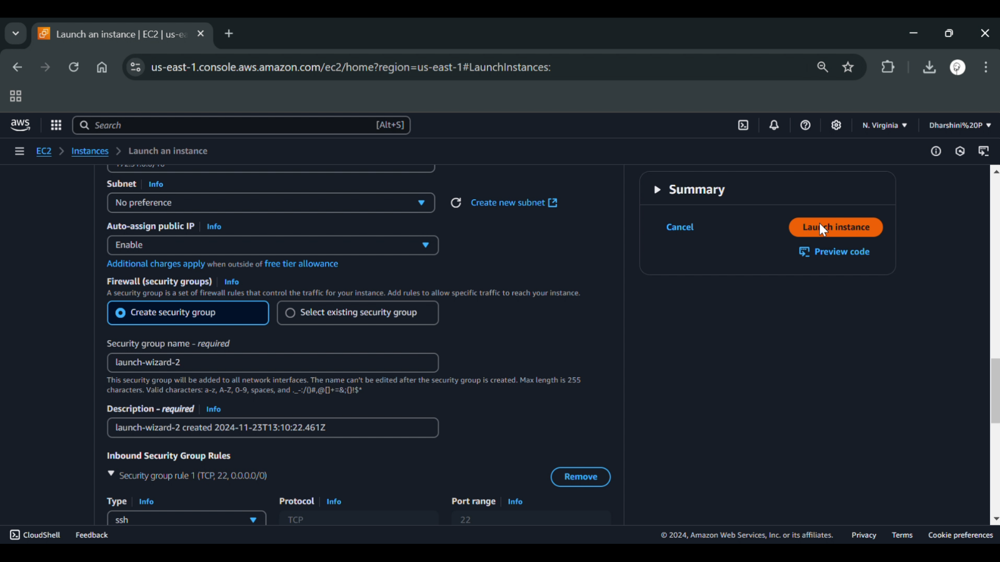 Launch an instance | EC2 | us-ea
us-east-1.console.aws.amazon.com/ec2/home?region=us-east-1#LaunchInstances:
aws
Search
[Alt+S]
N. Virginia
Dharshini%20P
EC2
Instances
Launch an instance
Subnet
Info
No preference
Create new subnet
Auto-assign public IP
Info
Enable
Additional charges apply when outside of free tier allowance
Firewall (security groups)
Info
A security group is a set of firewall rules that control the traffic for your instance. Add rules to allow specific traffic to reach your instance.
Create security group
Select existing security group
Security group name - required
launch-wizard-2
This security group will be added to all network interfaces. The name can't be edited after the security group is created. Max length is 255
characters. Valid characters: a-z, A-Z, 0-9, spaces, and ._-:/()#,@[]+=&;{}!$*
Description - required
Info
launch-wizard-2 created 2024-11-23T13:10:22.461Z
Inbound Security Group Rules
Security group rule 1 (TCP, 22, 0.0.0.0/0)
Remove
Type
Info
Protocol
Info
Port range
Info
ssh
TCP
22
Summary
Cancel
Launch instance
Preview code
CloudShell
Feedback
© 2024, Amazon Web Services, Inc. or its affiliates.
Privacy
Terms
Cookie preferences